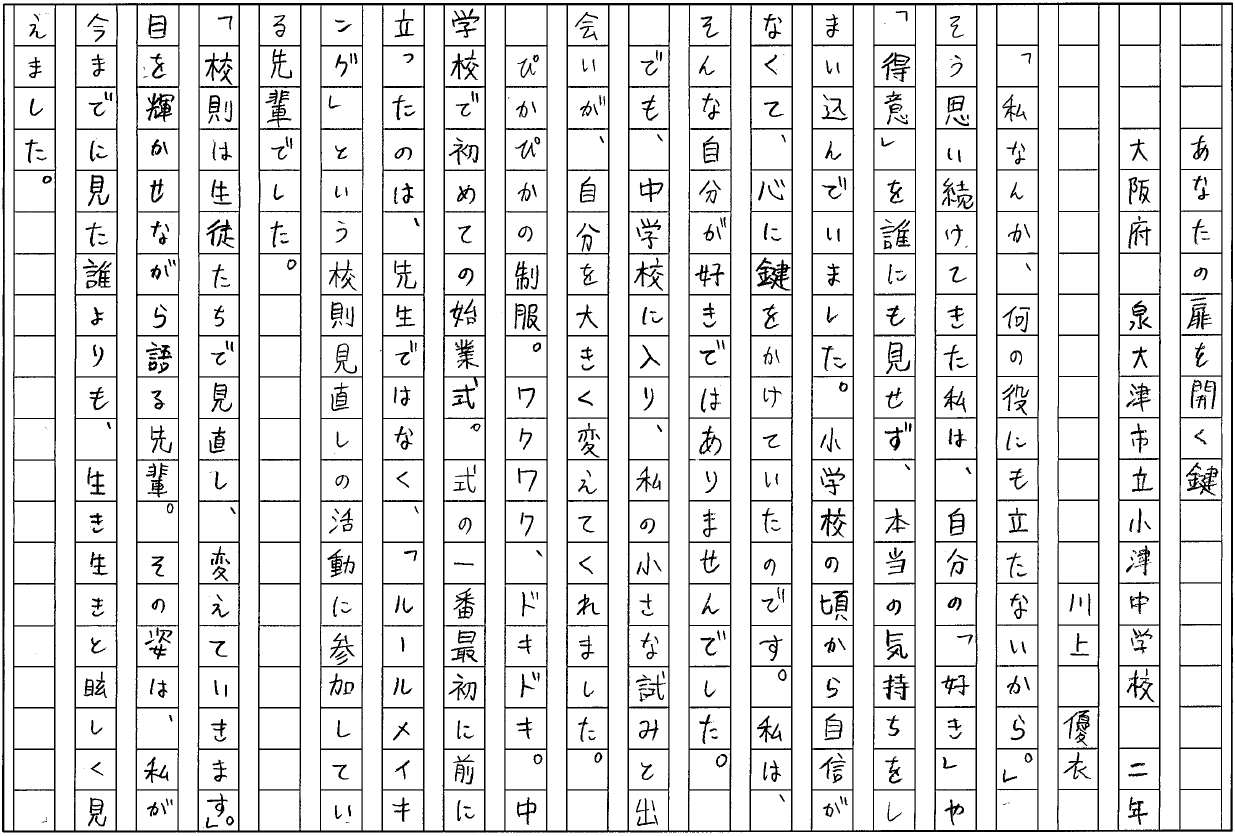 あなたの扉を開く鍵
大阪府　泉大津市立小津中学校　二年
川上　優衣
「私なんか、何の役にも立たないから。」
そう思い続けてきた私は、自分の「好き」や
「得意」を誰にも見せず、本当の気持ちをし
まい込んでいました。小学校の頃から自信が
なくて、心に鍵をかけていたのです。私は、
そんな自分が好きではありませんでした。
でも、中学校に入り、私の小さな試みと出
会いが、自分を大きく変えてくれました。
ぴかぴかの制服。ワクワク、ドキドキ。中
学校で初めての始業式。式の一番最初に前に
立ったのは、先生ではなく、「ルールメイキ
ング」という校則見直しの活動に参加してい
る先輩でした。
「校則は生徒たちで見直し、変えていきます。」
目を輝かせながら語る先輩。その姿は、私が
今までに見た誰よりも、生き生きと眩しく見
えました。